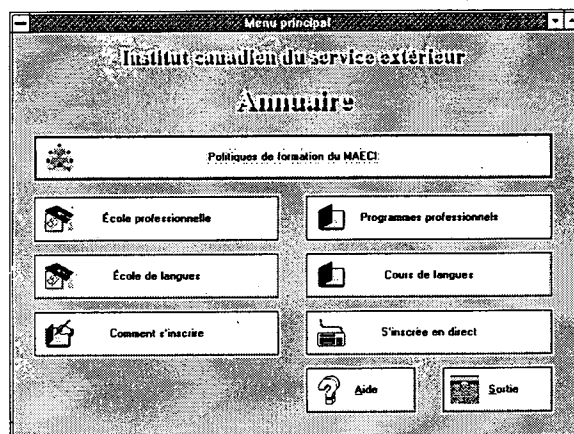 Menu principal
Institut canadien du service extérieur
Annuaire
Politiques de formation du MAECI:
École professionnelle
Programmes professionnels
École de langues
Cours de langues
Comment s'inscrire
S'inscrée en direct
Aide
Sortie